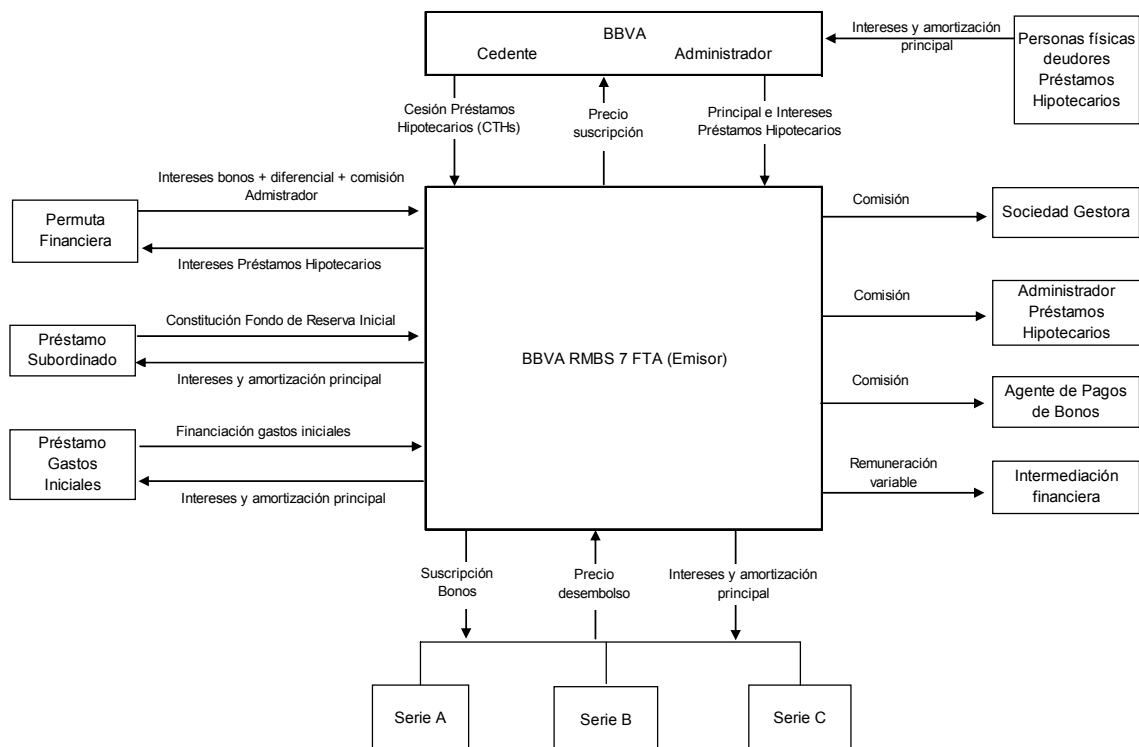 BBVA
Cedente
Administrador
Intereses y amortización
principal
Personas físicas
deudores
Préstamos
Hipotecarios
Cesión Préstamos
Hipotecarios (CTHs)
Precio
suscripción
Principal e Intereses
Préstamos Hipotecarios
Intereses bonos + diferencial + comisión
Admistrador
Permuta
Financiera
Intereses Préstamos Hipotecarios
Comisión
Sociedad Gestora
Constitución Fondo de Reserva Inicial
Préstamo
Subordinado
Intereses y amortización principal
BBVA RMBS 7 FTA (Emisor)
Comisión
Administrador
Préstamos
Hipotecarios
Comisión
Agente de Pagos
de Bonos
Financiación gastos iniciales
Préstamo
Gastos
Iniciales
Intereses y amortización principal
Remuneración
variable
Intermediación
financiera
Suscripción
Bonos
Precio
desembolso
Intereses y amortización
principal
Serie A
Serie B
Serie C